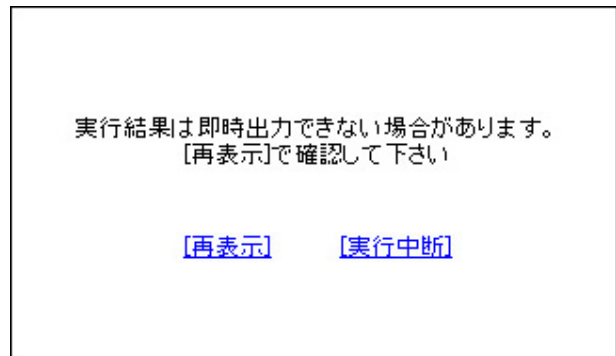 実行結果は即時出力できない場合があります。
[再表示]で確認して下さい
[再表示] [実行中断]